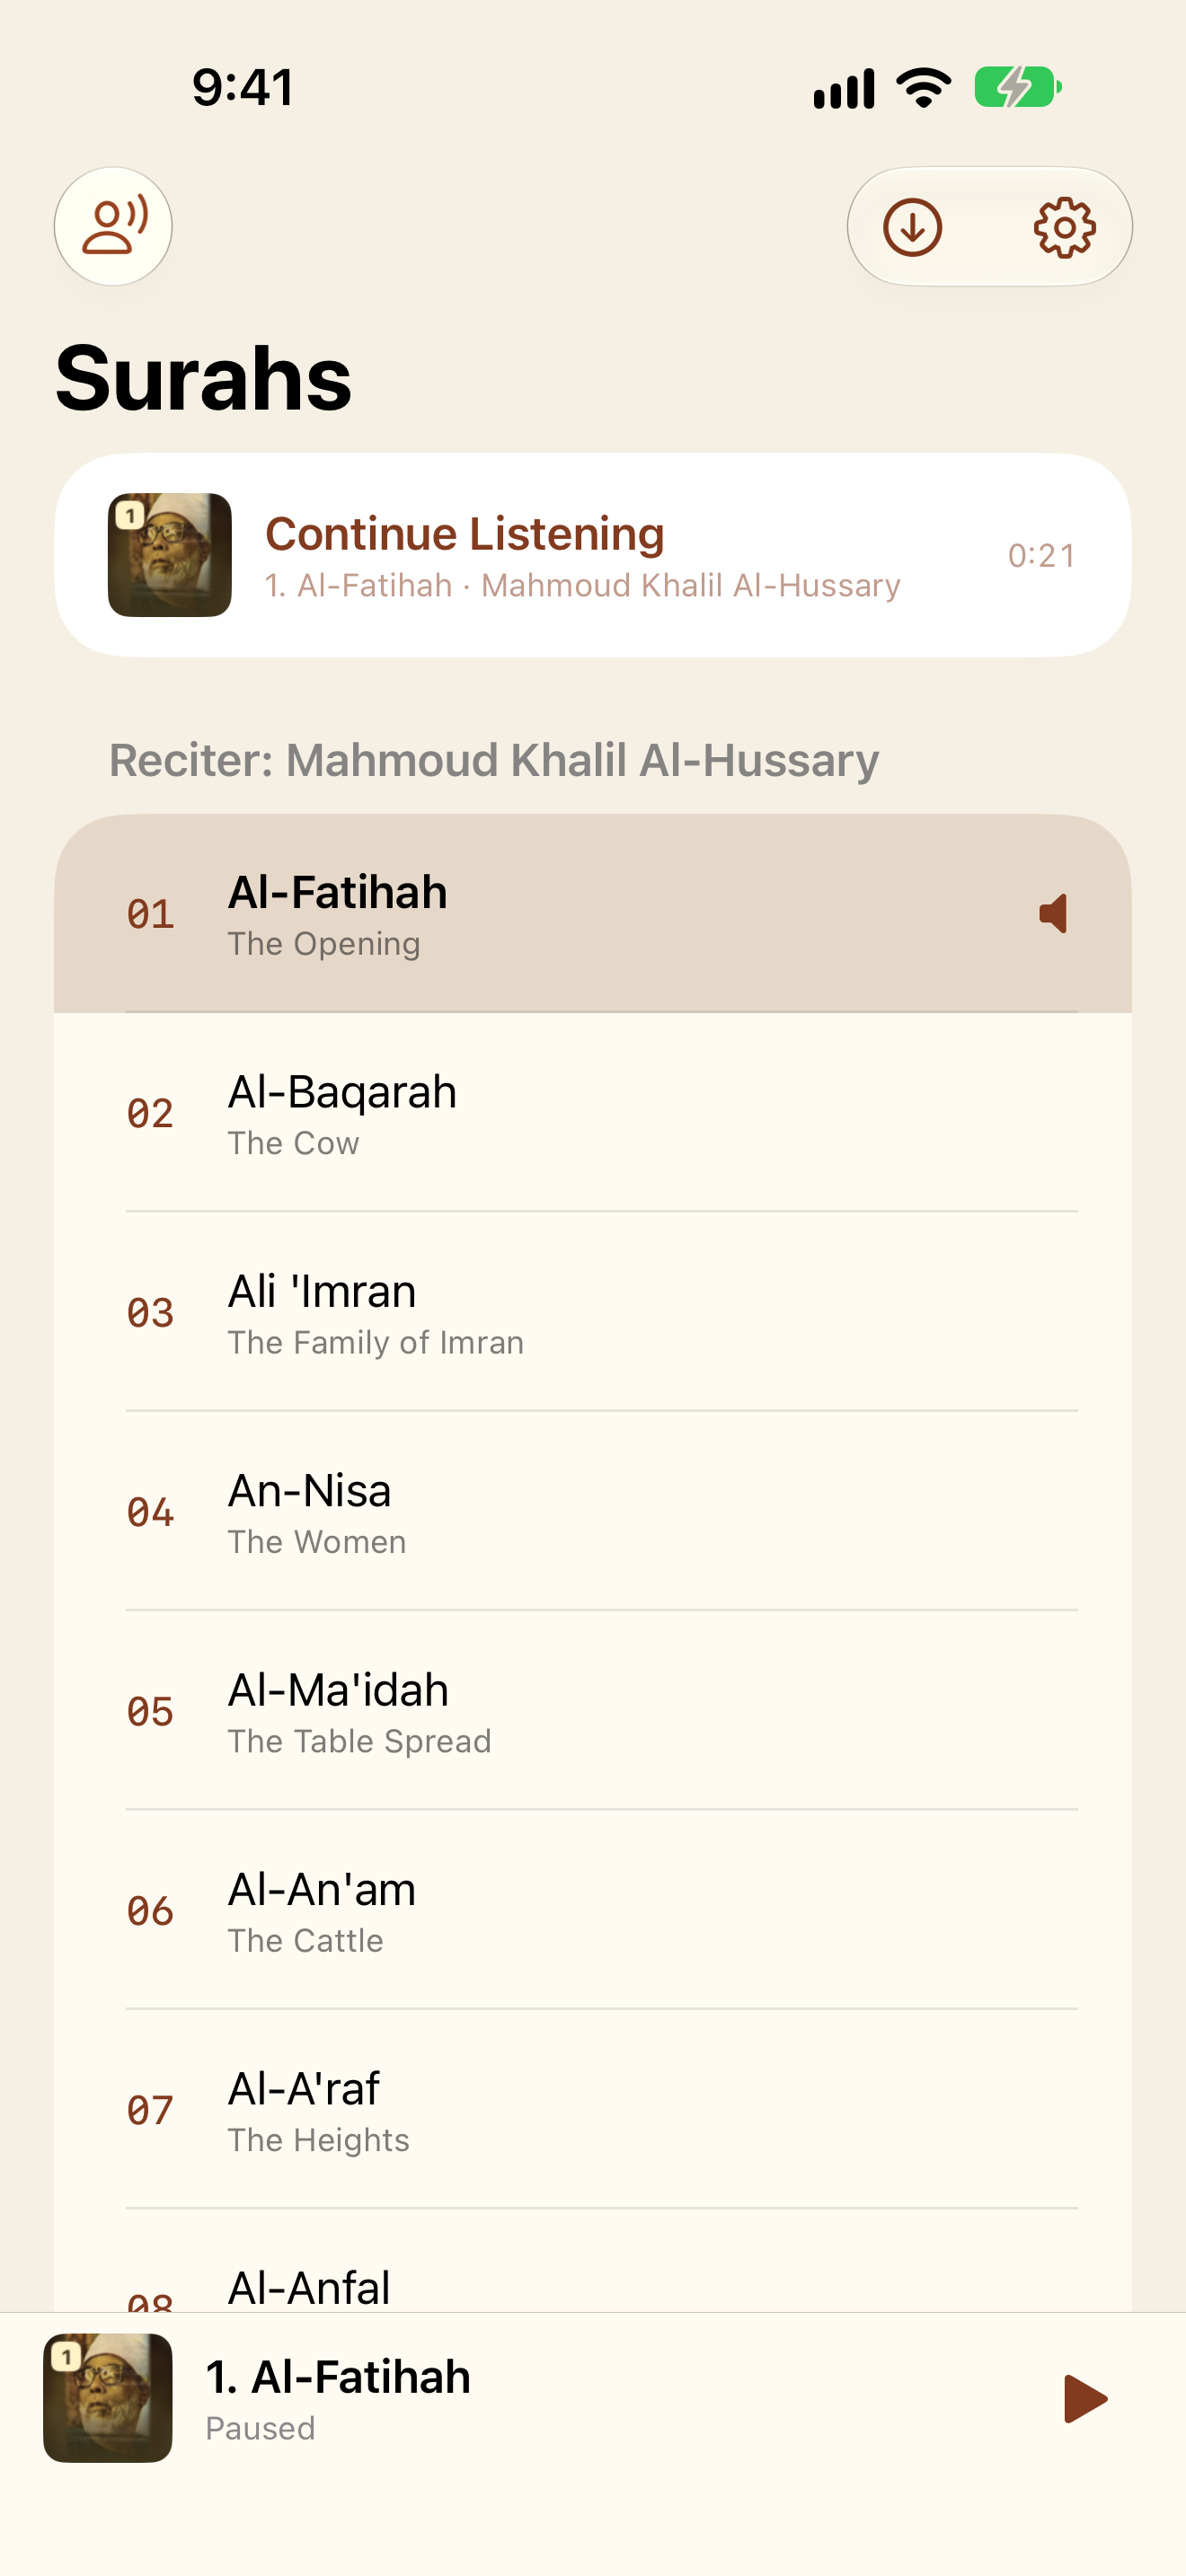 9:41
Surahs
1
Continue Listening
1. Al-Fatihah · Mahmoud Khalil Al-Hussary
0:21
Reciter: Mahmoud Khalil Al-Hussary
01
Al-Fatihah
The Opening
02
Al-Baqarah
The Cow
03
Ali 'Imran
The Family of Imran
04
An-Nisa
The Women
05
Al-Ma'idah
The Table Spread
06
Al-An'am
The Cattle
07
Al-A'raf
The Heights
08
Al-Anfal
1
1. Al-Fatihah
Paused